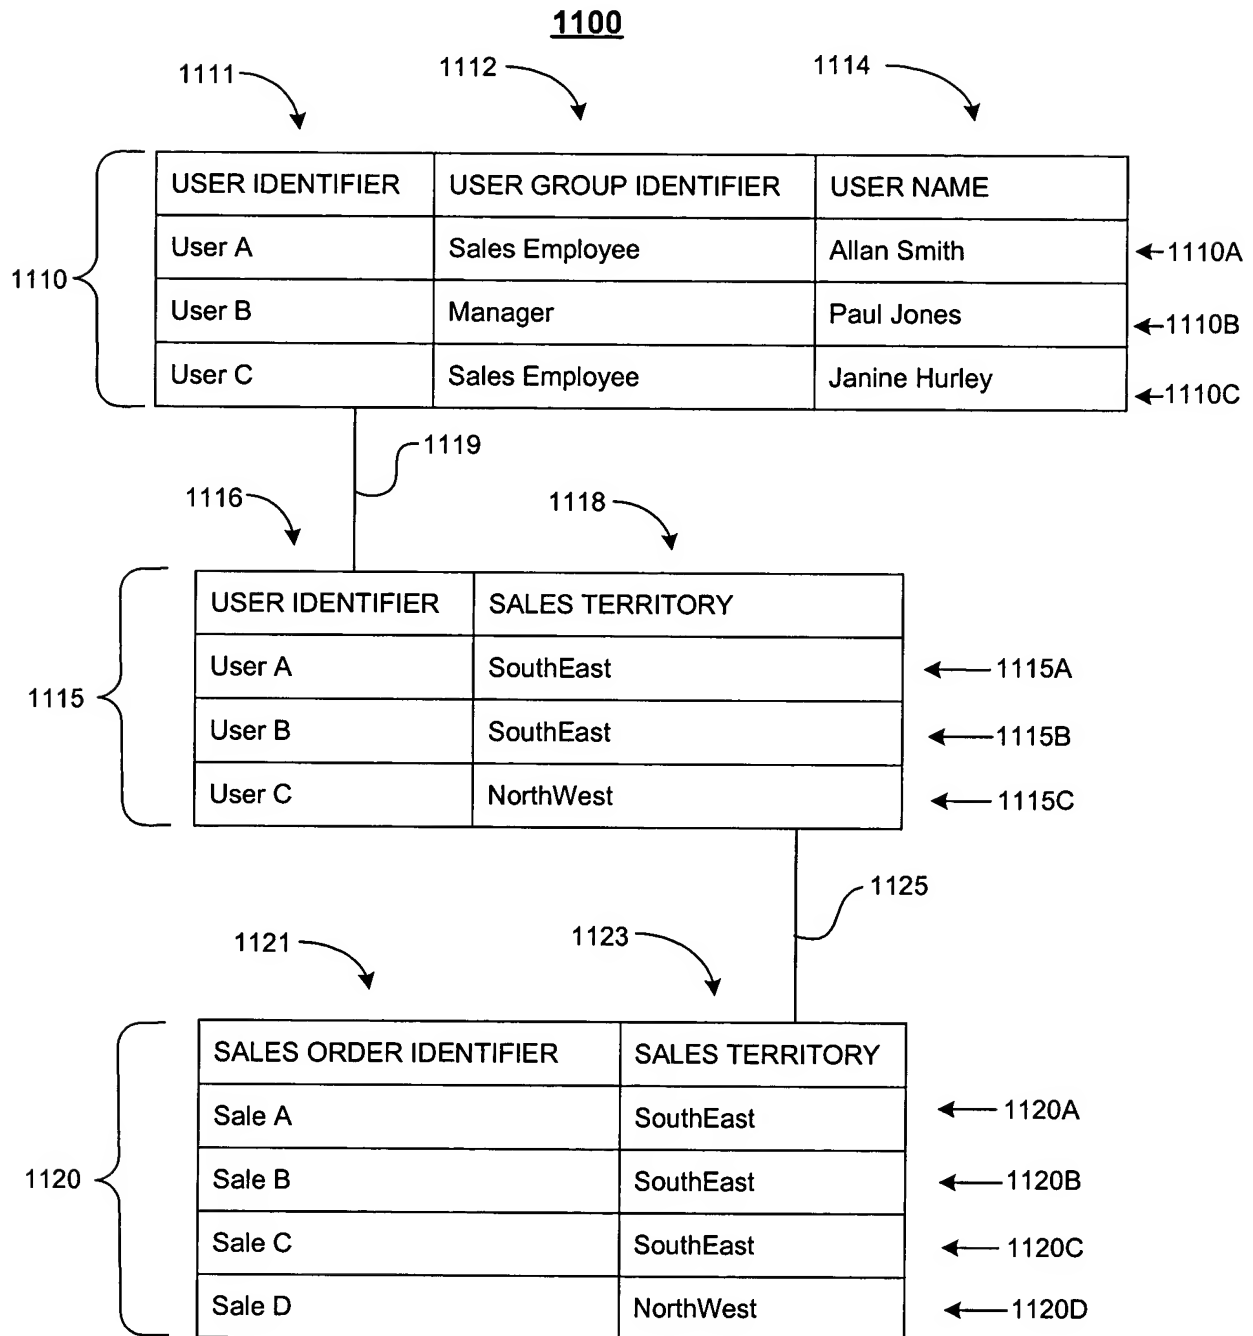 1100
1111 1112 1114
USER IDENTIFIER USER GROUP IDENTIFIER USER NAME
User A Sales Employee Allan Smith 1110A
1110
User B Manager Paul Jones 1110B
User C Sales Employee Janine Hurley 1110C
1119
1116 1118
USER IDENTIFIER SALES TERRITORY
User A SouthEast 1115A
1115
User B SouthEast 1115B
User C NorthWest 1115C
1125
1121 1123
SALES ORDER IDENTIFIER SALES TERRITORY
Sale A SouthEast 1120A
1120
Sale B SouthEast 1120B
Sale C SouthEast 1120C
Sale D NorthWest 1120D